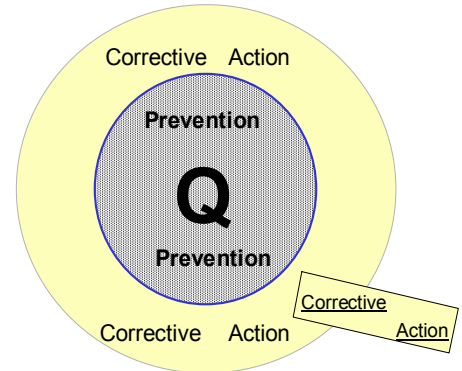 Corrective Action
Prevention
Q
Prevention
Corrective
Action
Corrective Action